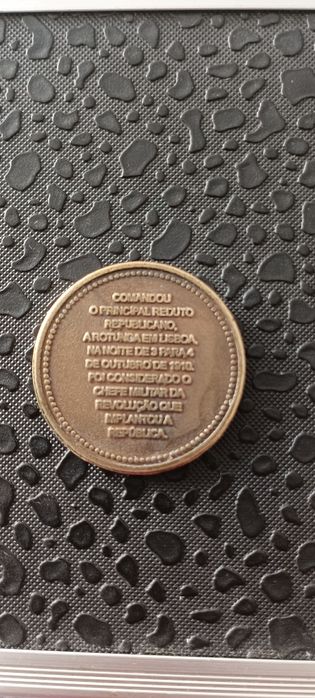 COMANDOU
O PRINCIPAL REDUTO
REPUBLICANO,
A ROTUNDA EM LISBOA,
NA NOITE DE 3 PARA 4
DE OUTUBRO DE 1910.
FOI CONSIDERADO O
CHEFE MILITAR DA
REVOLUÇÃO QUE
IMPLANTOU A
REPÚBLICA.